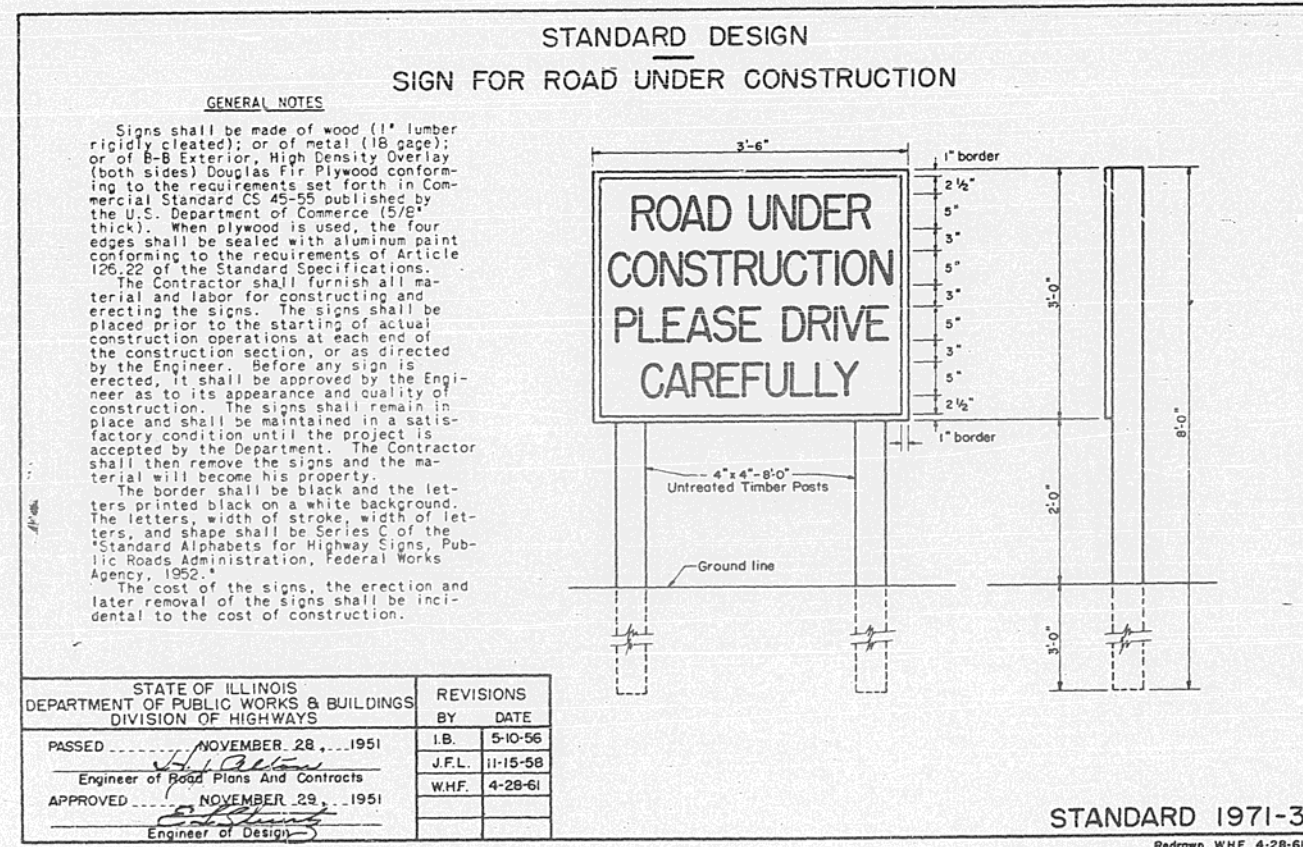 STANDARD DESIGN
SIGN FOR ROAD UNDER CONSTRUCTION
GENERAL NOTES
Signs shall be made of wood (1" lumber
rigidly cleated); or of metal (18 gage);
or of B-B Exterior, High Density Overlay
(both sides) Douglas Fir Plywood conform-
ing to the requirements set forth in Com-
mercial Standard CS 45-55 published by
the U.S. Department of Commerce (5/8"
thick). When plywood is used, the four
edges shall be sealed with aluminum paint
conforming to the requirements of Article
126.22 of the Standard Specifications.
The Contractor shall furnish all ma-
terial and labor for constructing and
erecting the signs. The signs shall be
placed prior to the starting of actual
construction operations at each end of
the construction section, or as directed
by the Engineer. Before any sign is
erected, it shall be approved by the Engi-
neer as to its appearance and quality of
construction. The signs shall remain in
place and shall be maintained in a satis-
factory condition until the project is
accepted by the Department. The Contractor
shall then remove the signs and the ma-
terial will become his property.
The border shall be black and the let-
ters printed black on a white background.
The letters, width of stroke, width of let-
ters, and shape shall be Series C of the
"Standard Alphabets for Highway Signs, Pub-
lic Roads Administration, Federal Works
Agency, 1952."
The cost of the signs, the erection and
later removal of the signs shall be inci-
dental to the cost of construction.
3'-6"
ROAD UNDER
CONSTRUCTION
PLEASE DRIVE
CAREFULLY
1" border
2 ½"
5"
3"
5"
3"
5"
3"
5"
2 ½"
1" border
3'-0"
2'-0"
3'-0"
8'-0"
4" x 4"-8'-0"
Untreated Timber Posts
Ground line
STATE OF ILLINOIS
DEPARTMENT OF PUBLIC WORKS & BUILDINGS
DIVISION OF HIGHWAYS
PASSED NOVEMBER 28, 1951
Engineer of Road Plans And Contracts
APPROVED NOVEMBER 29, 1951
Engineer of Design
REVISIONS
BY DATE
I.B. 5-10-56
J.F.L. 11-15-58
W.H.F. 4-28-61
STANDARD 1971-3
Redrawn W.H.F. 4-28-61